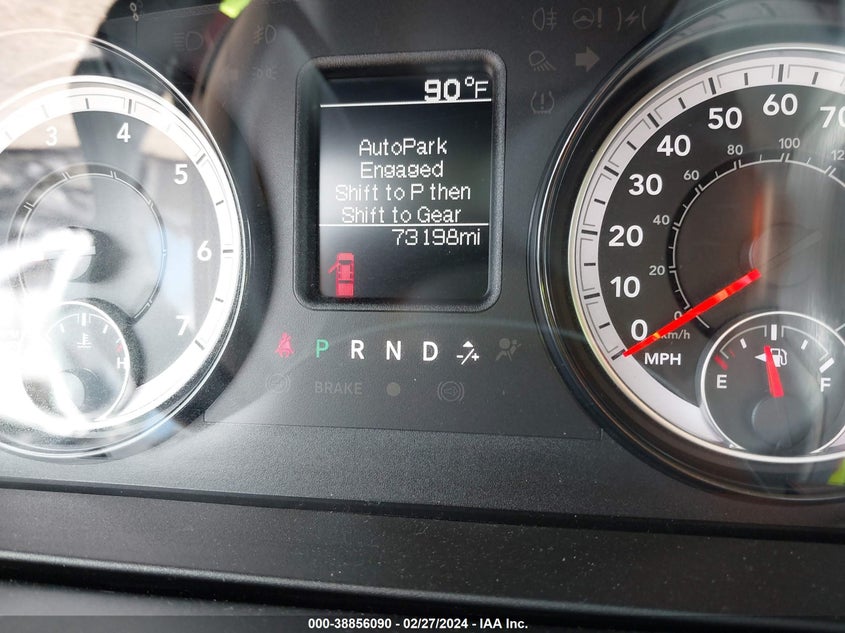 90°F
AutoPark
Engaged
Shift to P then
Shift to Gear
73198mi
3
4
5
6
7
H
P R N D -/+
BRAKE
0
10
20
30
40
50
60
70
0
20
40
60
80
100
km/h
MPH
E
F
000-38856090 - 02/27/2024 - IAA Inc.